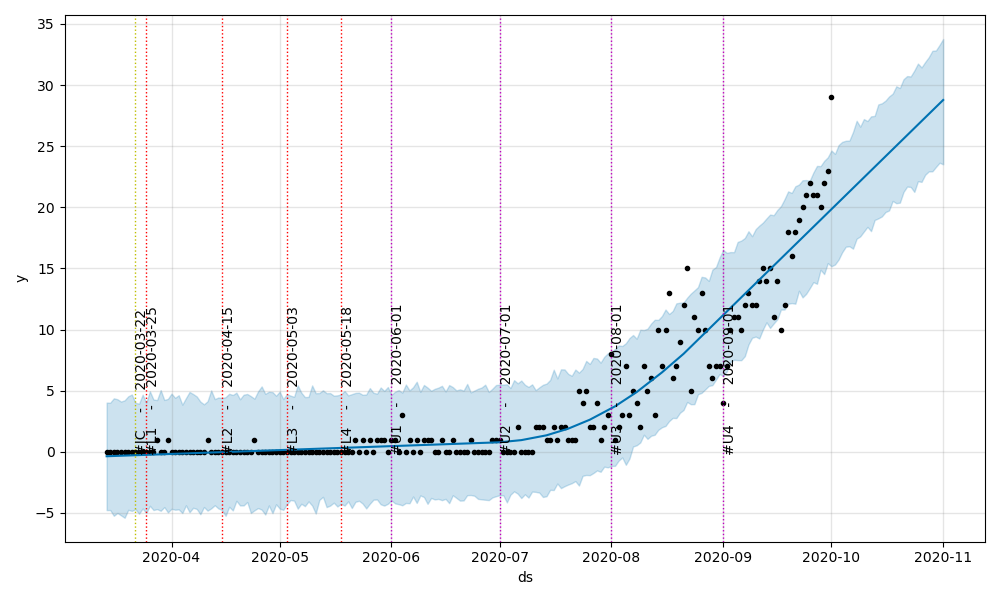 35
30
25
20
15
10
5
0
−5
y
#JC - 2020-03-22
#L1 - 2020-03-25
#L2 - 2020-04-15
#L3 - 2020-05-03
#L4 - 2020-05-18
#U1 - 2020-06-01
#U2 - 2020-07-01
#U3 - 2020-08-01
#U4 - 2020-09-01
2020-04
2020-05
2020-06
2020-07
2020-08
2020-09
2020-10
2020-11
ds